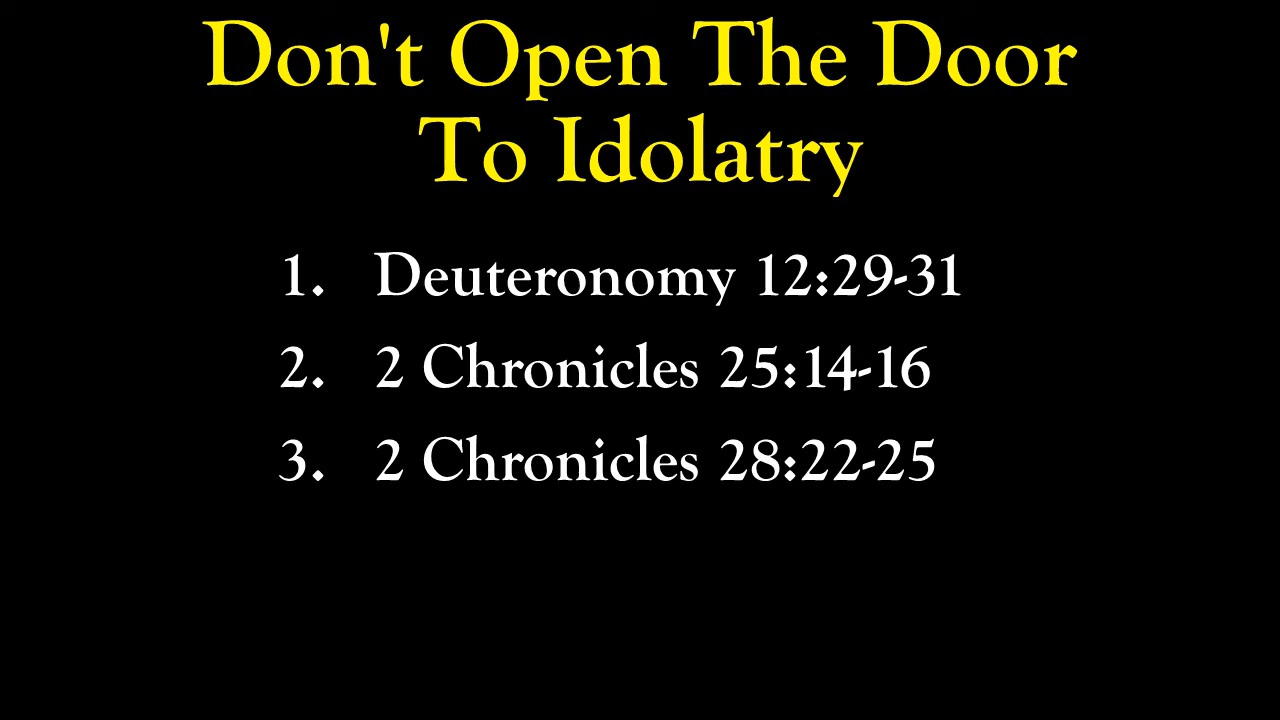 Don't Open The Door
To Idolatry
1. Deuteronomy 12:29-31
2. 2 Chronicles 25:14-16
3. 2 Chronicles 28:22-25